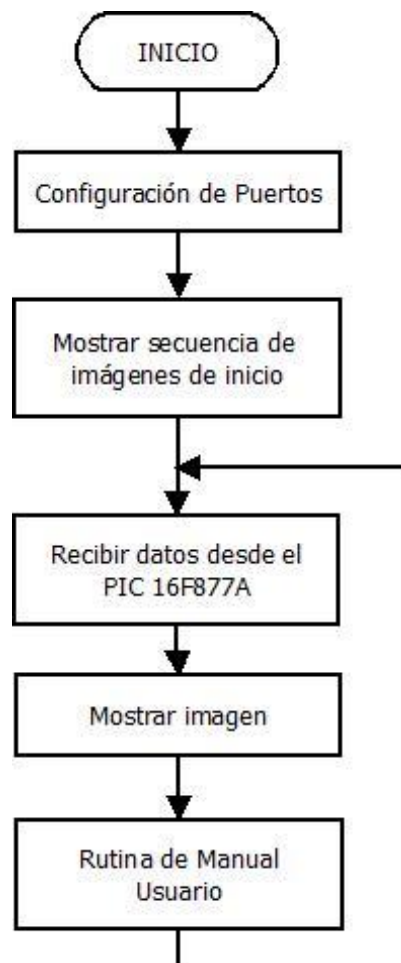 INICIO
Configuración de Puertos
Mostrar secuencia de
imágenes de inicio
Recibir datos desde el
PIC 16F877A
Mostrar imagen
Rutina de Manual
Usuario